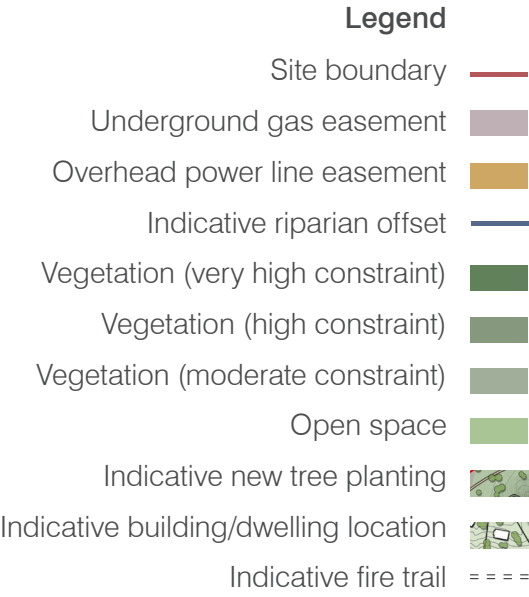 Legend
Site boundary
Underground gas easement
Overhead power line easement
Indicative riparian offset
Vegetation (very high constraint)
Vegetation (high constraint)
Vegetation (moderate constraint)
Open space
Indicative new tree planting
Indicative building/dwelling location
Indicative fire trail